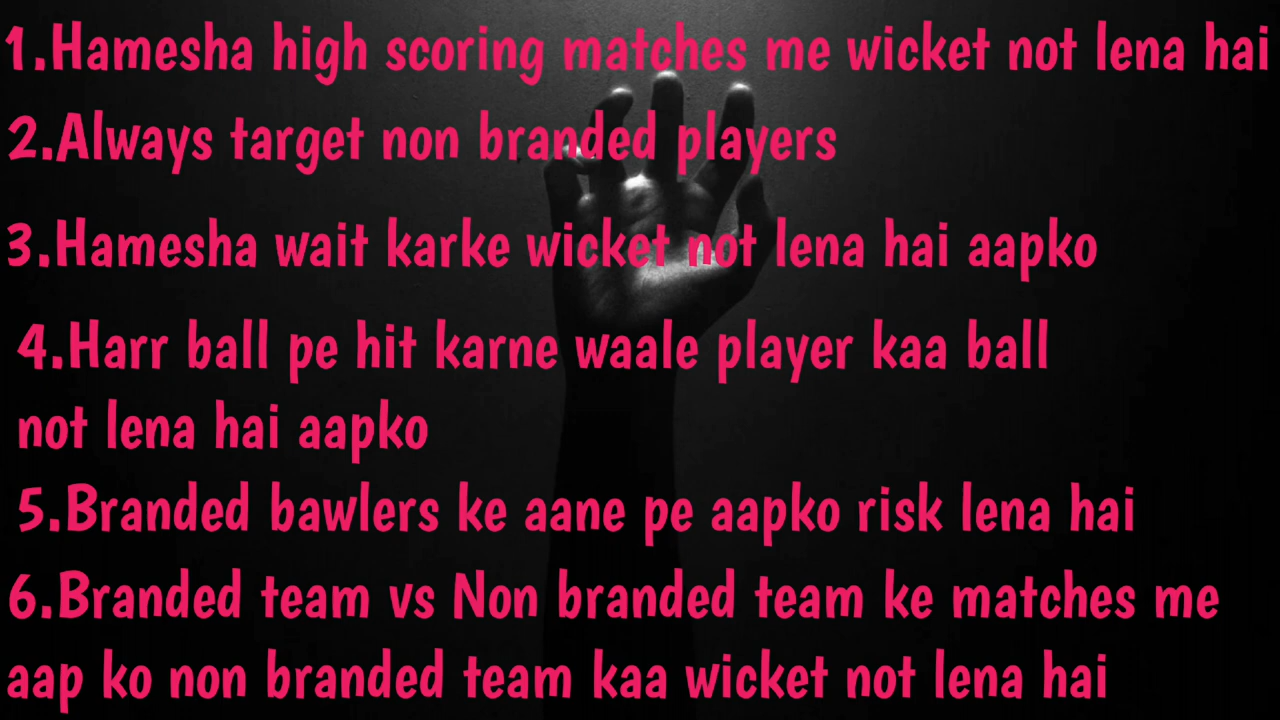 1.Hamesha high scoring matches me wicket not lena hai
2.Always target non branded players
3.Hamesha wait karke wicket not lena hai aapko
4.Harr ball pe hit karne waale player kaa ball
not lena hai aapko
5.Branded bawlers ke aane pe aapko risk lena hai
6.Branded team vs Non branded team ke matches me
aap ko non branded team kaa wicket not lena hai